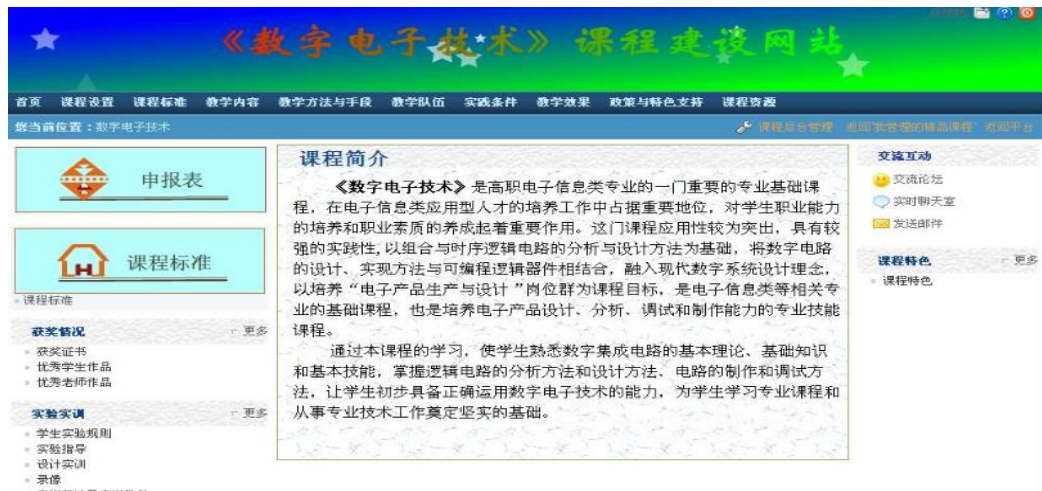 《数字电子技术》课程建设网站
首页 课程设置 课程标准 教学内容 教学方法与手段 教学队伍 实践条件 教学效果 政策与特色支持 课程资源
您当前位置：数字电子技术
课程后台管理 返回"我管理的精品课程" 返回平台
申报表
课程标准
课程标准
获奖情况 更多
获奖证书
优秀学生作品
优秀老师作品
实验实训 更多
学生实验规则
实验指导
设计实训
录像
课程简介
《数字电子技术》是高职电子信息类专业的一门重要的专业基础课
程，在电子信息类应用型人才的培养工作中占据重要地位，对学生职业能力
的培养和职业素质的养成起着重要作用。这门课程应用性较为突出，具有较
强的实践性，以组合与时序逻辑电路的分析与设计方法为基础，将数字电路
的设计、实现方法与可编程逻辑器件相结合，融入现代数字系统设计理念，
以培养“电子产品生产与设计”岗位群为课程目标，是电子信息类等相关专
业的基础课程，也是培养电子产品设计、分析、调试和制作能力的专业技能
课程。
通过本课程的学习，使学生熟悉数字集成电路的基本理论、基础知识
和基本技能，掌握逻辑电路的分析方法和设计方法、电路的制作和调试方
法，让学生初步具备正确运用数字电子技术的能力，为学生学习专业课程和
从事专业技术工作奠定坚实的基础。
交流互动
交流论坛
实时聊天室
发送邮件
课程特色 更多
课程特色